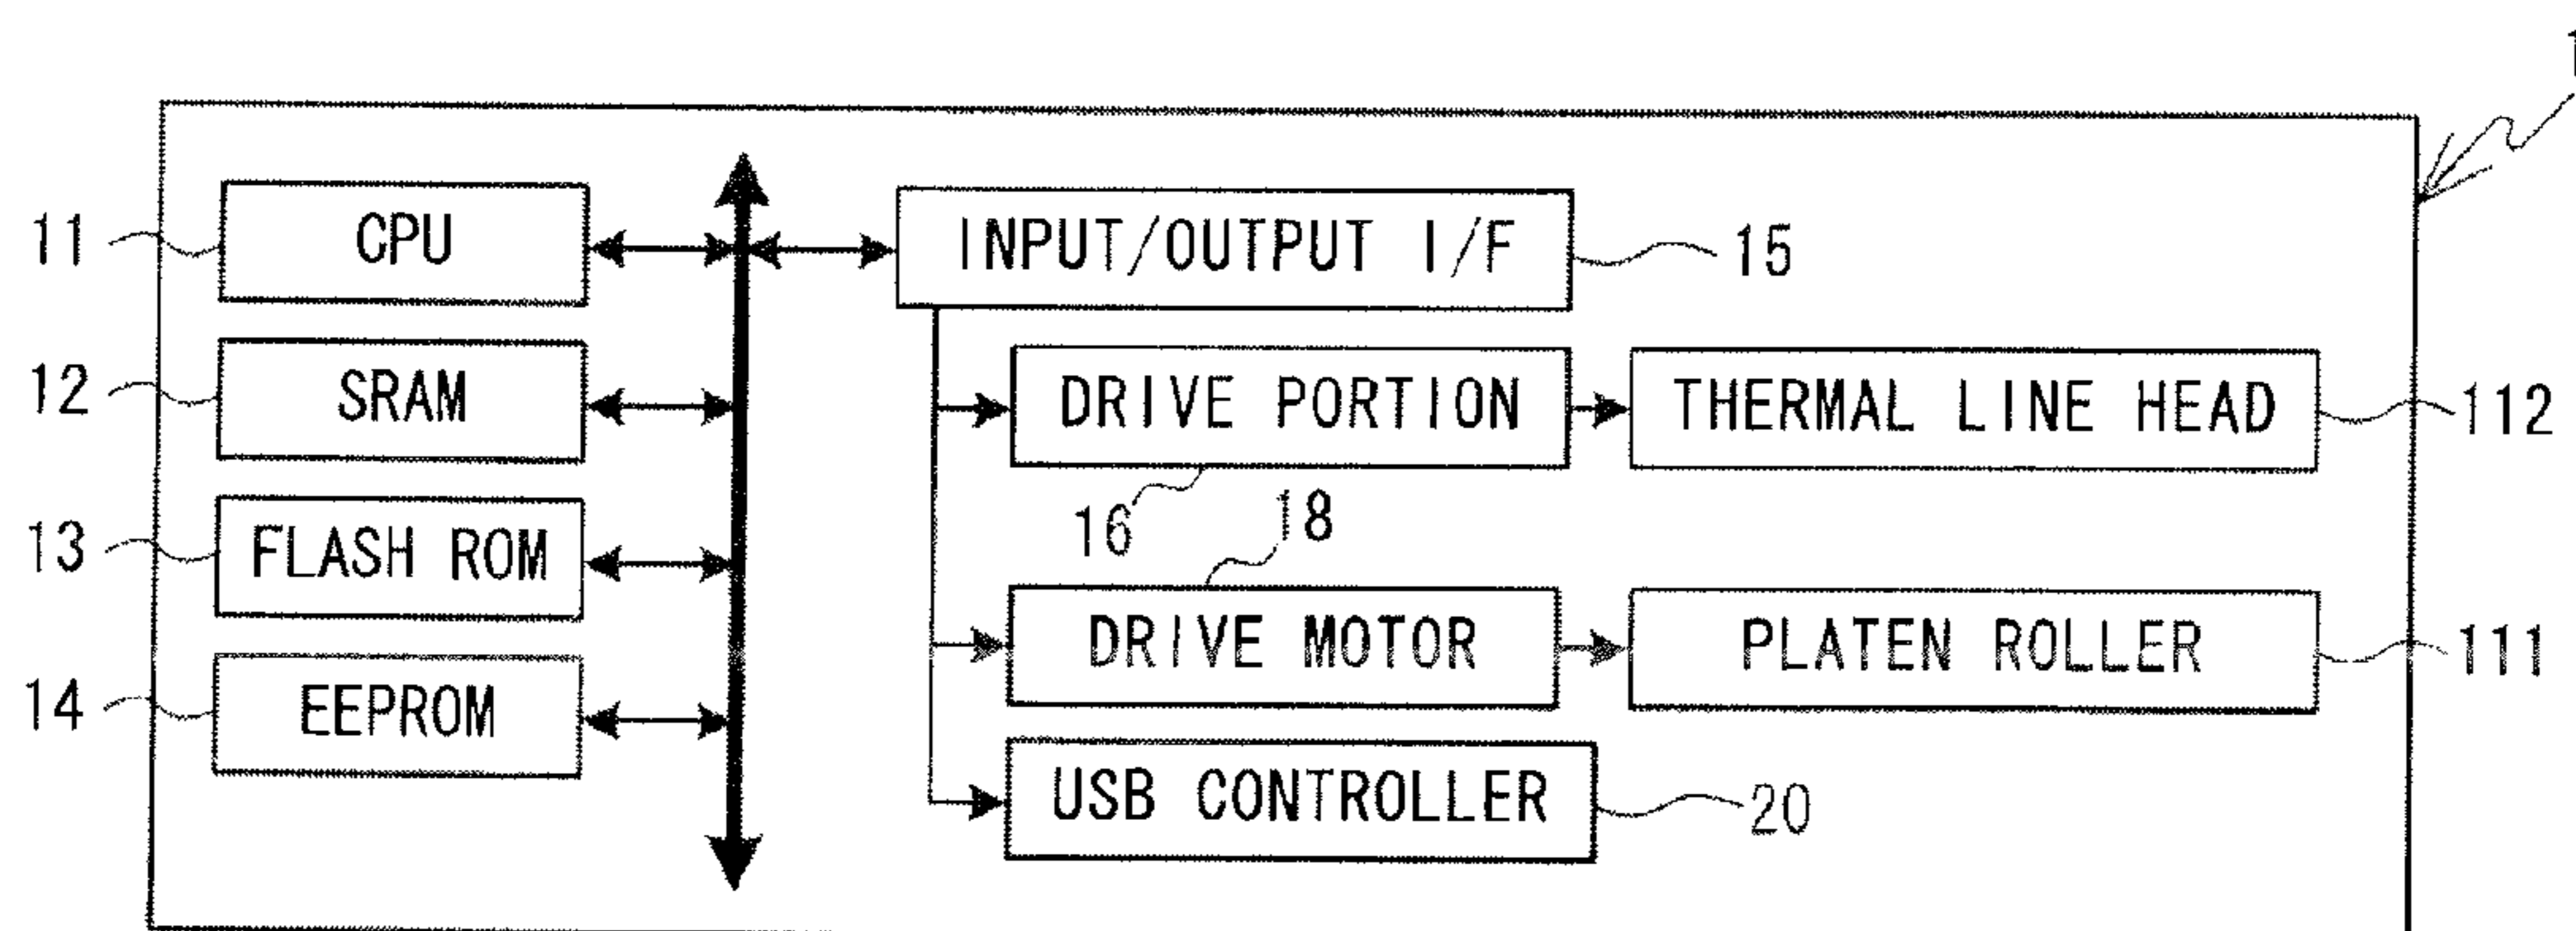 1
11 CPU INPUT/OUTPUT I/F 15
12 SRAM DRIVE PORTION THERMAL LINE HEAD 112
16 18
13 FLASH ROM
DRIVE MOTOR PLATEN ROLLER 111
14 EEPROM
USB CONTROLLER 20